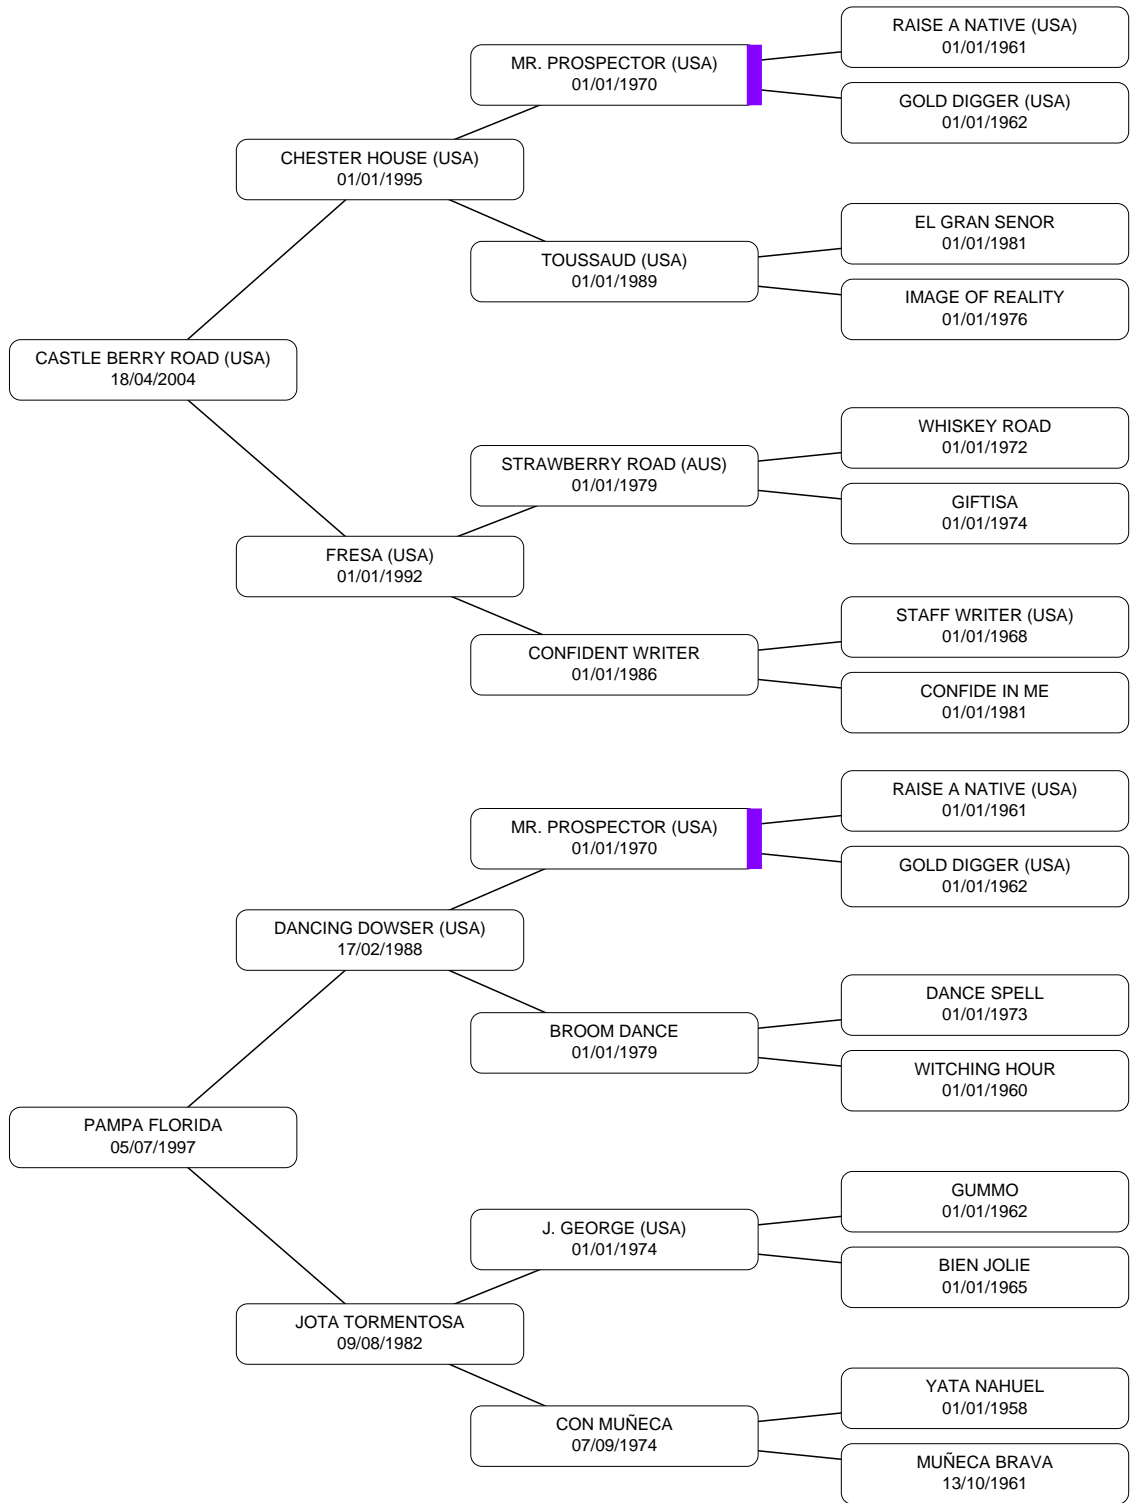 RAISE A NATIVE (USA)
01/01/1961
MR. PROSPECTOR (USA)
01/01/1970
GOLD DIGGER (USA)
01/01/1962
CHESTER HOUSE (USA)
01/01/1995
EL GRAN SENOR
01/01/1981
TOUSSAUD (USA)
01/01/1989
IMAGE OF REALITY
01/01/1976
CASTLE BERRY ROAD (USA)
18/04/2004
WHISKEY ROAD
01/01/1972
STRAWBERRY ROAD (AUS)
01/01/1979
GIFTISA
01/01/1974
FRESA (USA)
01/01/1992
STAFF WRITER (USA)
01/01/1968
CONFIDENT WRITER
01/01/1986
CONFIDE IN ME
01/01/1981
RAISE A NATIVE (USA)
01/01/1961
MR. PROSPECTOR (USA)
01/01/1970
GOLD DIGGER (USA)
01/01/1962
DANCING DOWSER (USA)
17/02/1988
DANCE SPELL
01/01/1973
BROOM DANCE
01/01/1979
WITCHING HOUR
01/01/1960
PAMPA FLORIDA
05/07/1997
GUMMO
01/01/1962
J. GEORGE (USA)
01/01/1974
BIEN JOLIE
01/01/1965
JOTA TORMENTOSA
09/08/1982
YATA NAHUEL
01/01/1958
CON MUÑECA
07/09/1974
MUÑECA BRAVA
13/10/1961